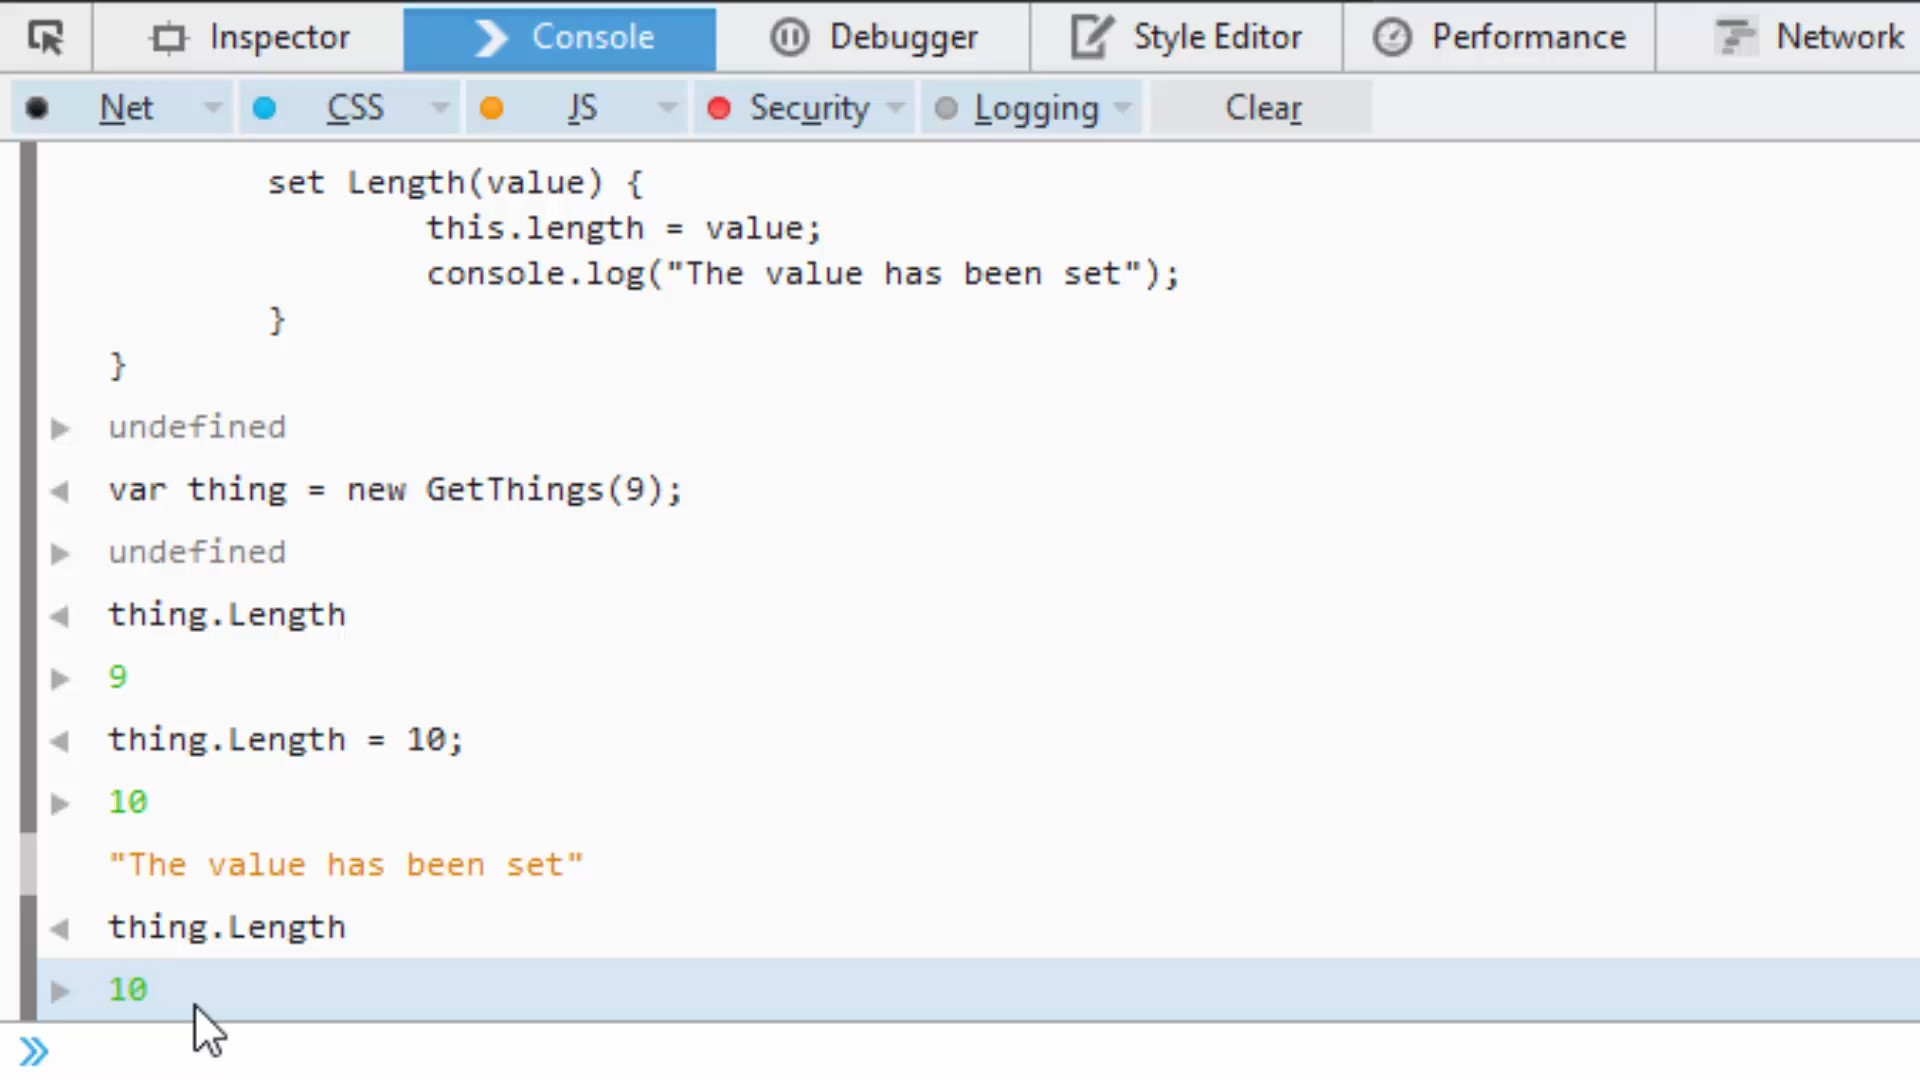 Inspector Console Debugger Style Editor Performance Network
Net CSS JS Security Logging Clear
set Length(value) {
this.length = value;
console.log("The value has been set");
}
}
undefined
var thing = new GetThings(9);
undefined
thing.Length
9
thing.Length = 10;
10
"The value has been set"
thing.Length
10